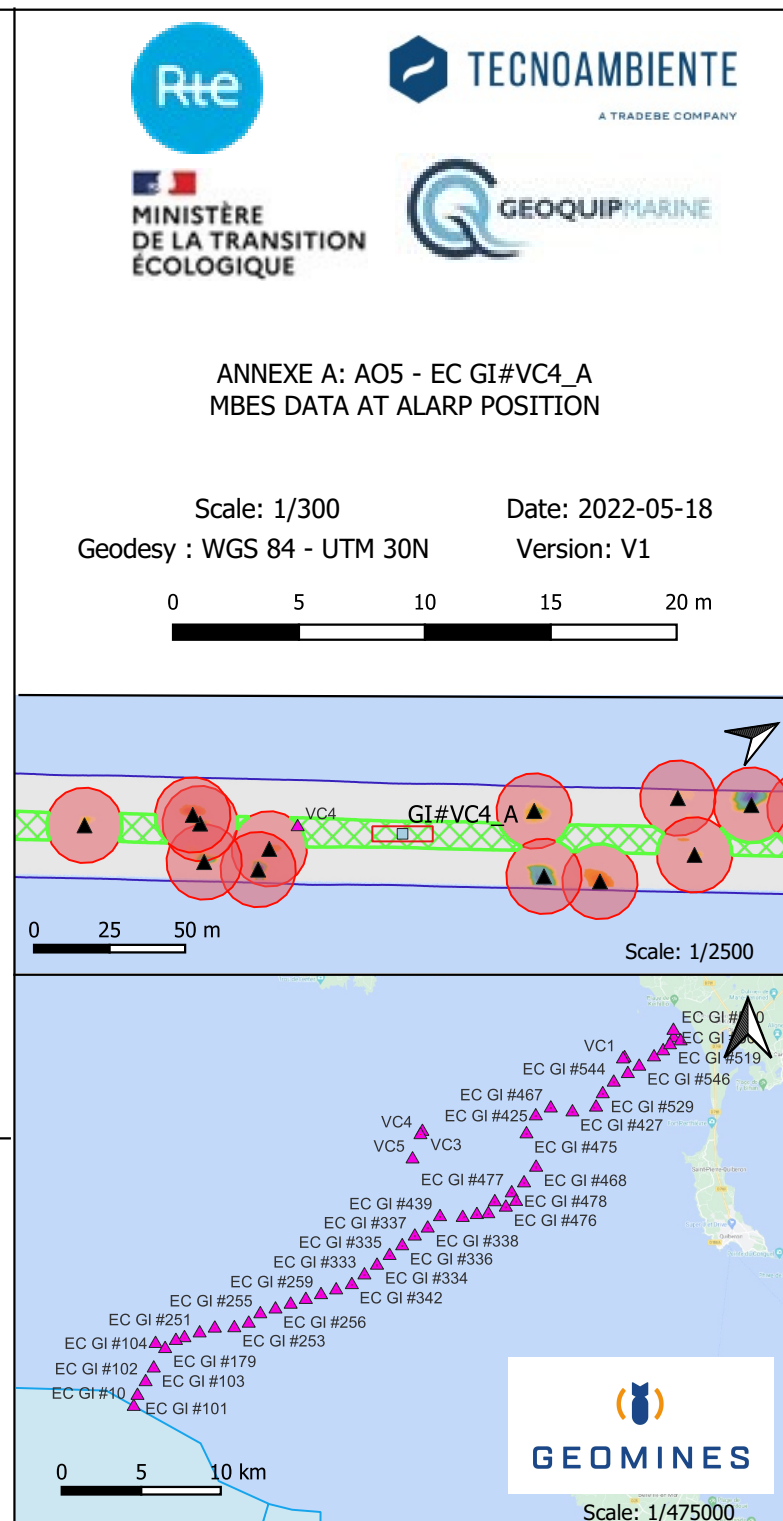 Rte
TECNOAMBIENTE
A TRADEBE COMPANY
MINISTÈRE
DE LA TRANSITION
ÉCOLOGIQUE
GEOQUIPMARINE
ANNEXE A: AO5 - EC GI#VC4_A
MBES DATA AT ALARP POSITION
Scale: 1/300
Date: 2022-05-18
Geodesy : WGS 84 - UTM 30N
Version: V1
0 5 10 15 20 m
VC4
GI#VC4_A
0 25 50 m
Scale: 1/2500
VC1
EC GI #519
EC GI #544
EC GI #546
EC GI #467
EC GI #529
EC GI #425
EC GI #427
VC4
VC3
EC GI #475
VC5
EC GI #477
EC GI #468
EC GI #439
EC GI #478
EC GI #337
EC GI #476
EC GI #335
EC GI #338
EC GI #333
EC GI #336
EC GI #259
EC GI #334
EC GI #255
EC GI #342
EC GI #251
EC GI #256
EC GI #104
EC GI #253
EC GI #102
EC GI #179
EC GI #103
EC GI #10
EC GI #101
0 5 10 km
GEOMINES
Scale: 1/475000